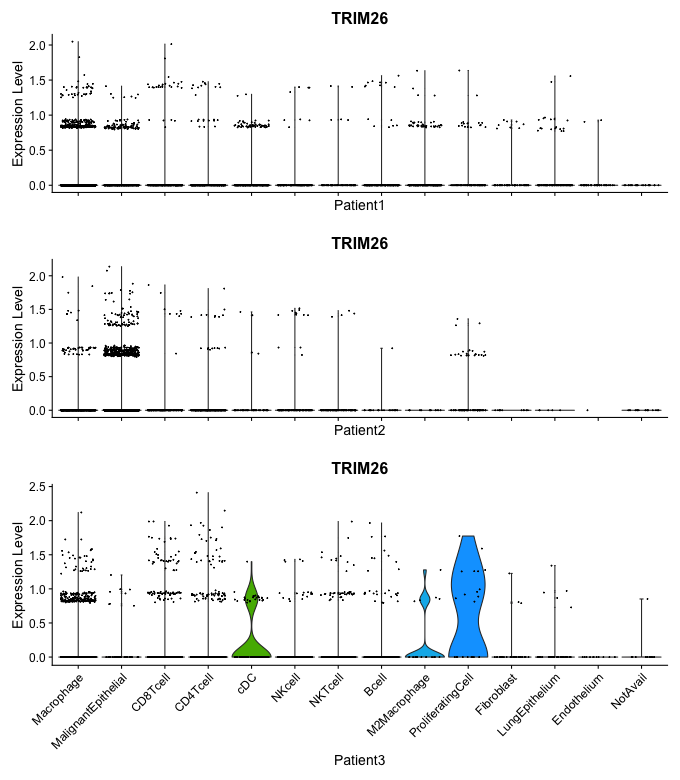 TRIM26
Expression Level
2.0
1.5
1.0
0.5
0.0
Patient1
TRIM26
Expression Level
2.0
1.5
1.0
0.5
0.0
Patient2
TRIM26
Expression Level
2.5
2.0
1.5
1.0
0.5
0.0
Macrophage
MalignantEpithelial
CD8Tcell
CD4Tcell
cDC
NKcell
NKTcell
Bcell
M2Macrophage
ProliferatingCell
Fibroblast
LungEpithelium
Endothelium
NotAvail
Patient3